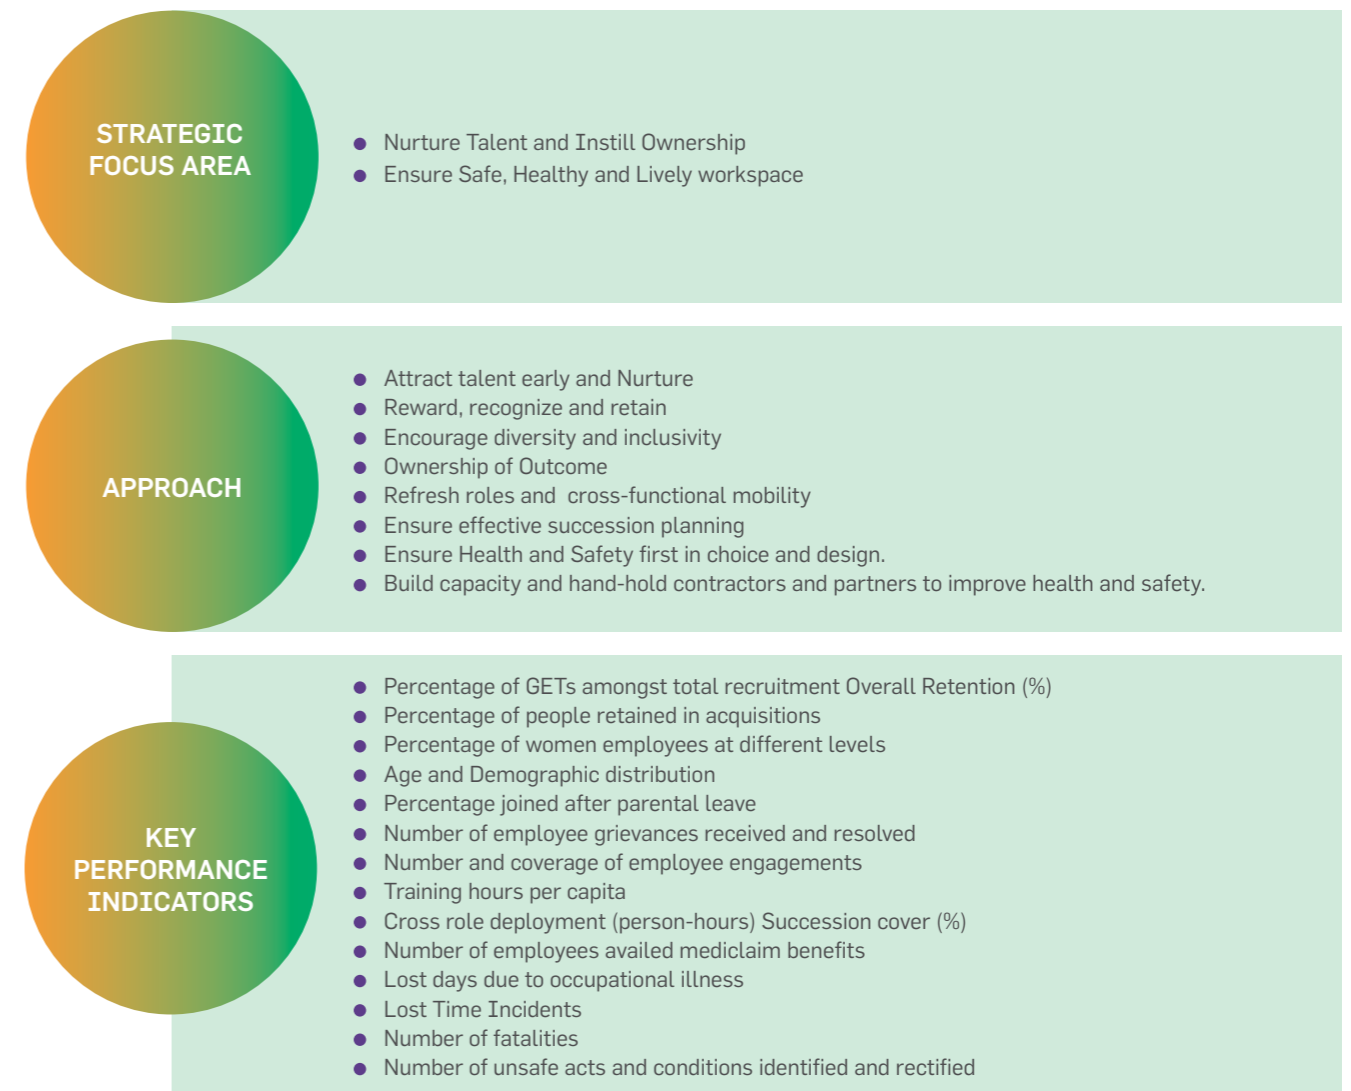 STRATEGIC
FOCUS AREA
● Nurture Talent and Instill Ownership
● Ensure Safe, Healthy and Lively workspace
APPROACH
● Attract talent early and Nurture
● Reward, recognize and retain
● Encourage diversity and inclusivity
● Ownership of Outcome
● Refresh roles and cross-functional mobility
● Ensure effective succession planning
● Ensure Health and Safety first in choice and design.
● Build capacity and hand-hold contractors and partners to improve health and safety.
KEY
PERFORMANCE
INDICATORS
● Percentage of GETs amongst total recruitment Overall Retention (%)
● Percentage of people retained in acquisitions
● Percentage of women employees at different levels
● Age and Demographic distribution
● Percentage joined after parental leave
● Number of employee grievances received and resolved
● Number and coverage of employee engagements
● Training hours per capita
● Cross role deployment (person-hours) Succession cover (%)
● Number of employees availed mediclaim benefits
● Lost days due to occupational illness
● Lost Time Incidents
● Number of fatalities
● Number of unsafe acts and conditions identified and rectified